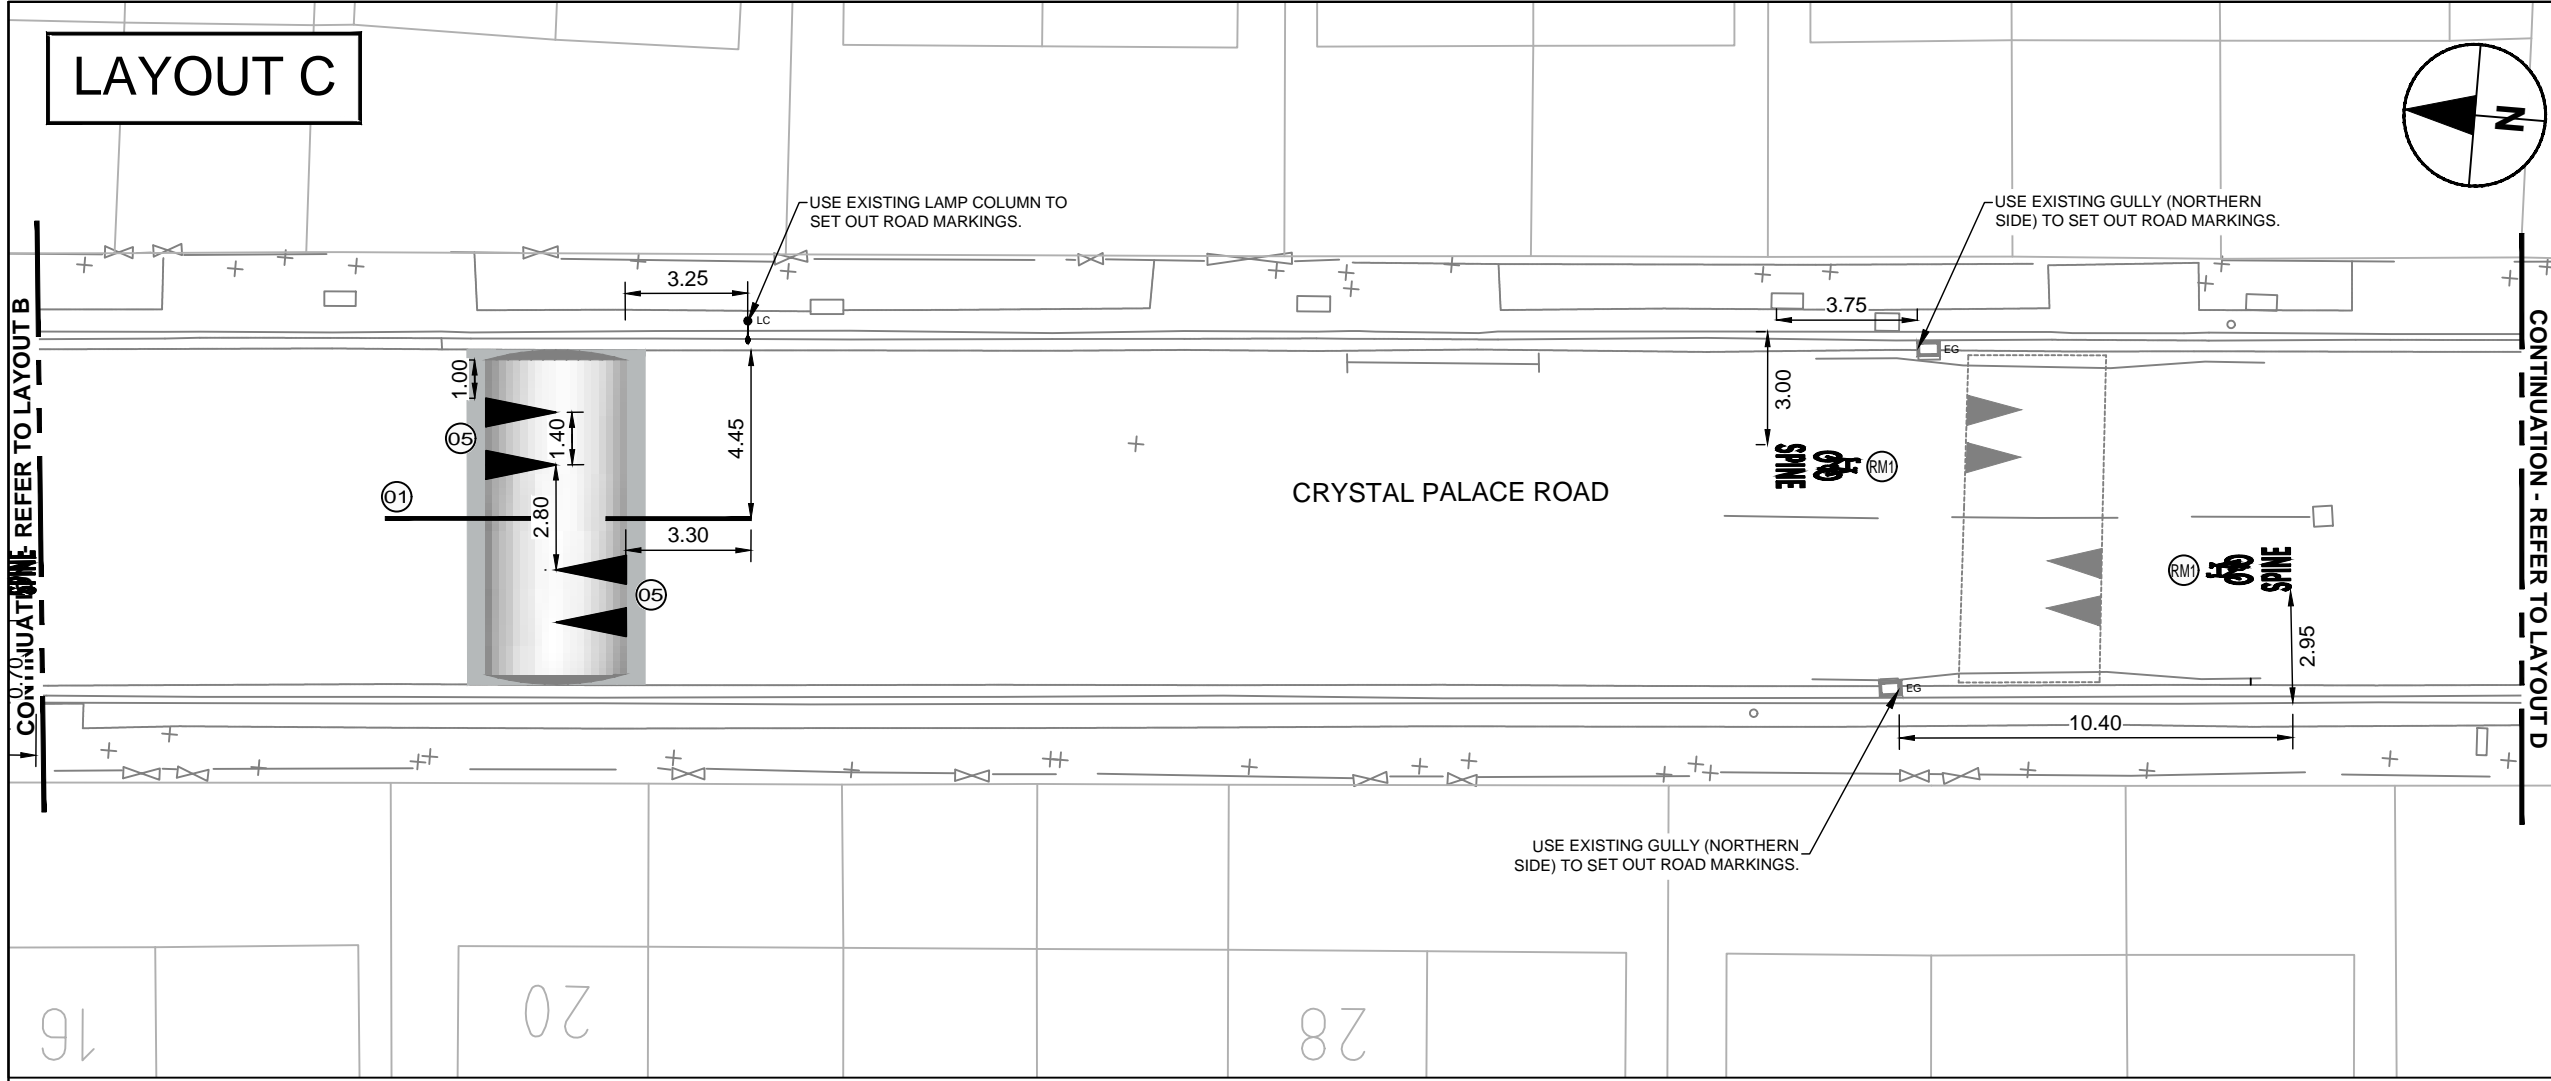 LAYOUT C
N
USE EXISTING LAMP COLUMN TO
SET OUT ROAD MARKINGS.
USE EXISTING GULLY (NORTHERN
SIDE) TO SET OUT ROAD MARKINGS.
CONTINUATION - REFER TO LAYOUT B
3.25
LC
3.75
EG
1.00
05
1.40
4.45
3.00
SPINE
RM1
01
2.80
CRYSTAL PALACE ROAD
3.30
05
RM1
SPINE
2.95
0.70
EG
10.40
CONTINUATION - REFER TO LAYOUT D
USE EXISTING GULLY (NORTHERN
SIDE) TO SET OUT ROAD MARKINGS.
16
20
28